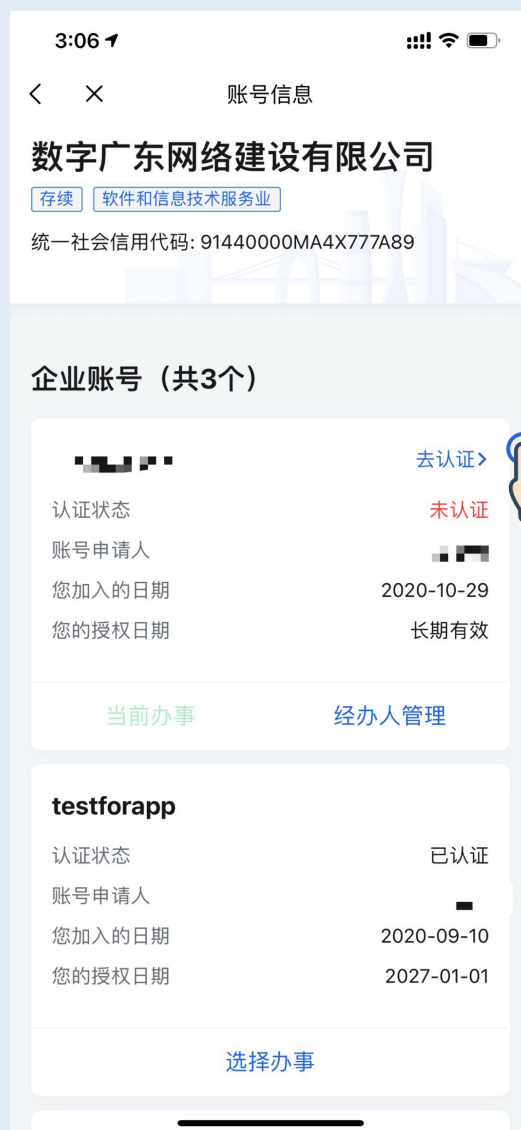 3:06
账号信息
数字广东网络建设有限公司
存续 软件和信息技术服务业
统一社会信用代码: 91440000MA4X777A89
企业账号（共3个）
去认证>
认证状态 未认证
账号申请人
您加入的日期 2020-10-29
您的授权日期 长期有效
当前办事 经办人管理
testforapp
认证状态 已认证
账号申请人
您加入的日期 2020-09-10
您的授权日期 2027-01-01
选择办事